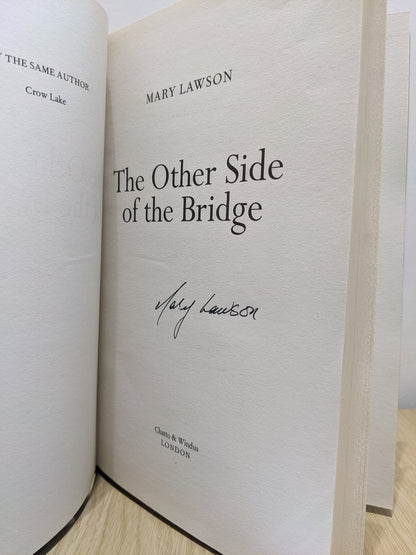 Y THE SAME AUTHOR
Crow Lake
MARY LAWSON
The Other Side
of the Bridge
Mary Lawson
Chatto & Windus
LONDON